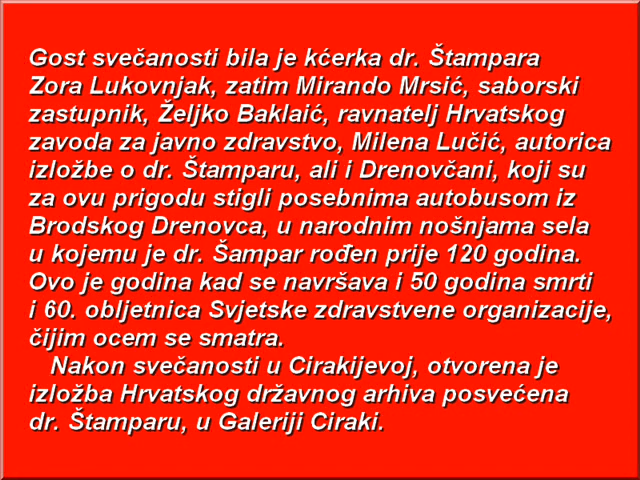 Gost svečanosti bila je kćerka dr. Štampara
Zora Lukovnjak, zatim Mirando Mrsić, saborski
zastupnik, Željko Baklaić, ravnatelj Hrvatskog
zavoda za javno zdravstvo, Milena Lučić, autorica
izložbe o dr. Štamparu, ali i Drenovčani, koji su
za ovu prigodu stigli posebnima autobusom iz
Brodskog Drenovca, u narodnim nošnjama sela
u kojemu je dr. Šampar rođen prije 120 godina.
Ovo je godina kad se navršava i 50 godina smrti
i 60. obljetnica Svjetske zdravstvene organizacije,
čijim ocem se smatra.
Nakon svečanosti u Cirakijevoj, otvorena je
izložba Hrvatskog državnog arhiva posvećena
dr. Štamparu, u Galeriji Ciraki.